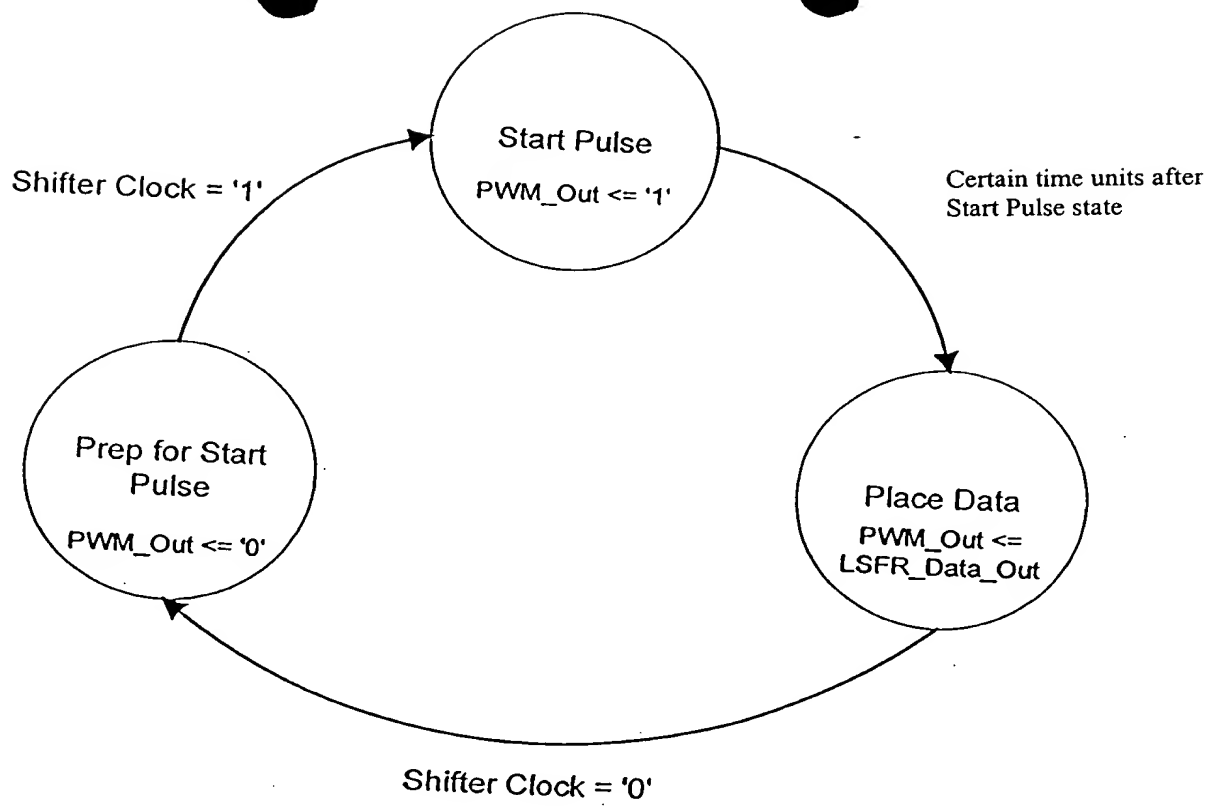 Start Pulse
PWM_Out <= '1'
Shifter Clock = '1'
Certain time units after
Start Pulse state
Prep for Start
Pulse
PWM_Out <= '0'
Place Data
PWM_Out <=
LSFR_Data_Out
Shifter Clock = '0'